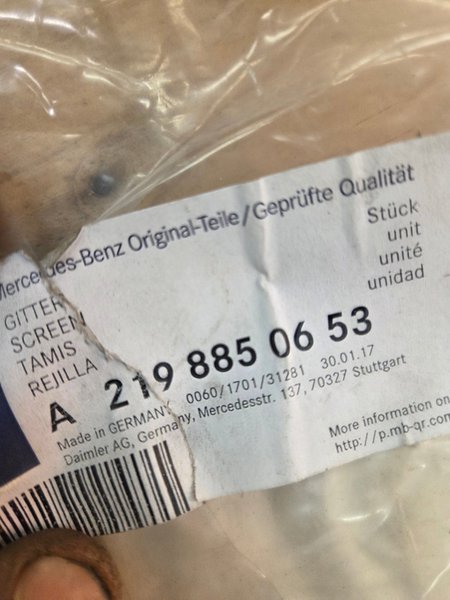 Mercedes-Benz Original-Teile/Geprüfte Qualität
Stück
unit
unité
unidad
GITTER
SCREEN
TAMIS
REJILLA
A 219 885 06 53
Made in GERMANY 0060/1701/31281 30.01.17
Daimler AG, Germany, Mercedesstr. 137, 70327 Stuttgart
More information on
http://p.mb-qr.com